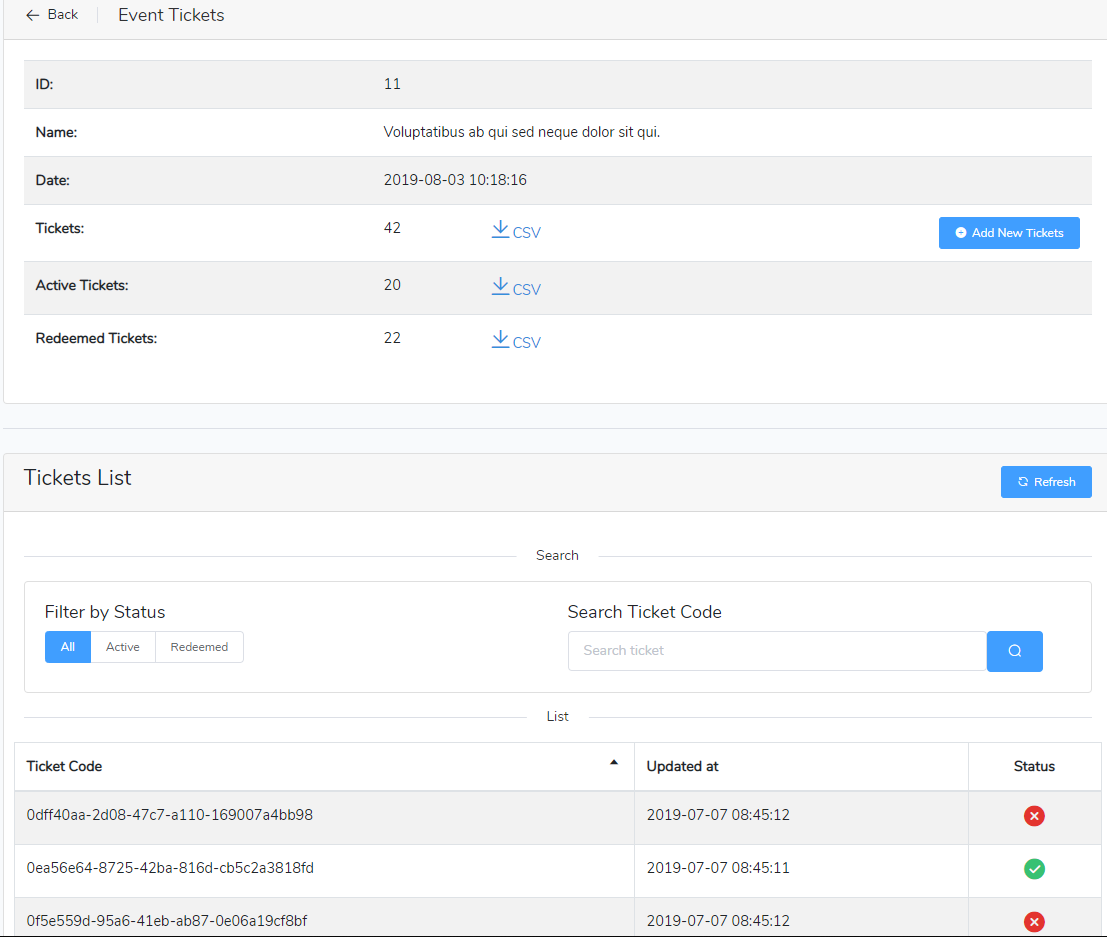 Back Event Tickets
ID: 11
Name: Voluptatibus ab qui sed neque dolor sit qui.
Date: 2019-08-03 10:18:16
Tickets: 42 CSV Add New Tickets
Active Tickets: 20 CSV
Redeemed Tickets: 22 CSV
Tickets List Refresh
Search
Filter by Status Search Ticket Code
All Active Redeemed Search ticket
List
Ticket Code Updated at Status
0dff40aa-2d08-47c7-a110-169007a4bb98 2019-07-07 08:45:12
0ea56e64-8725-42ba-816d-cb5c2a3818fd 2019-07-07 08:45:11
0f5e559d-95a6-41eb-ab87-0e06a19cf8bf 2019-07-07 08:45:12